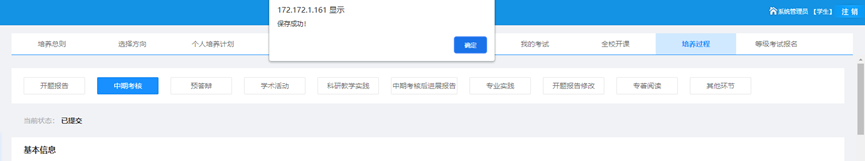 172.172.1.161 显示
保存成功！
确定
系统管理员 【学生】 注 销
培养总则 选择方向 个人培养计划 我的考试 全校开课 培养过程 等级考试报名
开题报告 中期考核 预答辩 学术活动 科研教学实践 中期考核后进展报告 专业实践 开题报告修改 专著阅读 其他环节
当前状态： 已提交
基本信息